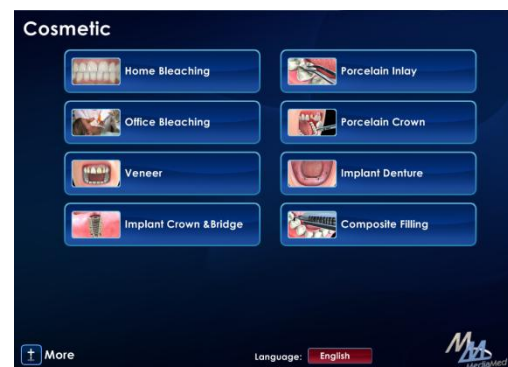 Cosmetic
Home Bleaching
Porcelain Inlay
Office Bleaching
Porcelain Crown
Veneer
Implant Denture
Implant Crown &Bridge
Composite Filling
More
Language: English
MediaMed